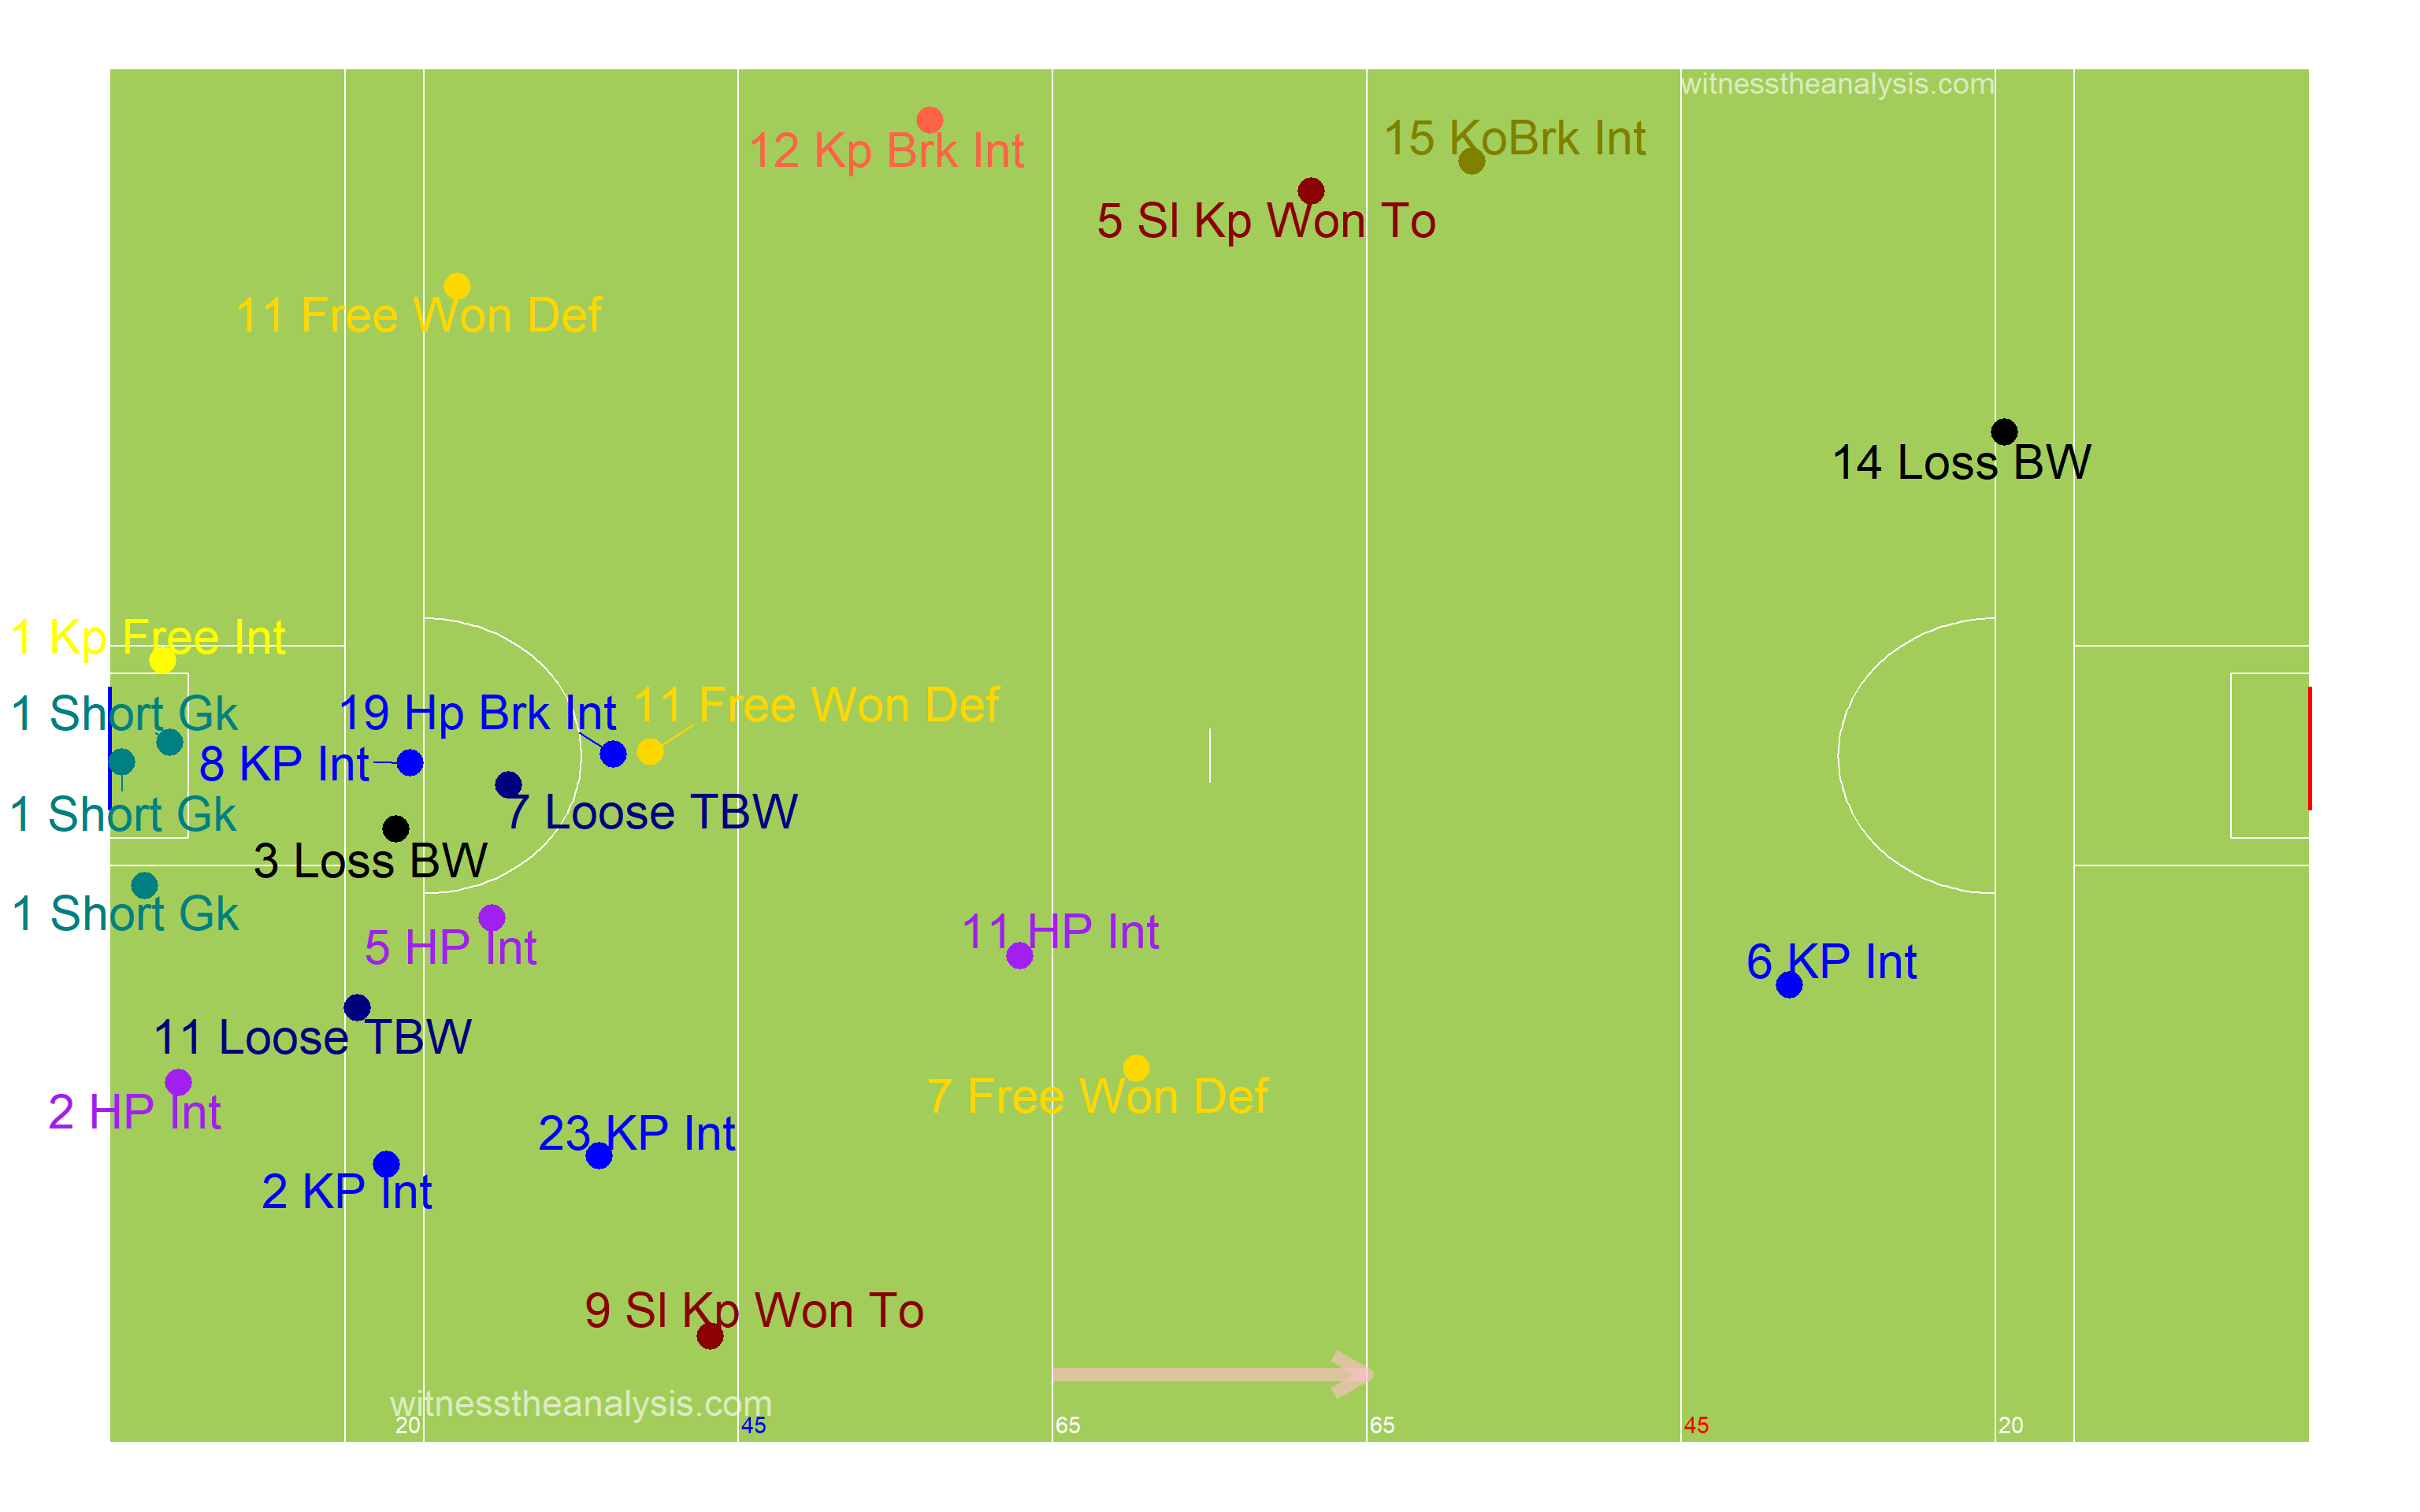 witnesstheanalysis.com
12 Kp Brk Int
15 KoBrk Int
5 Sl Kp Won To
11 Free Won Def
14 Loss BW
1 Kp Free Int
1 Short Gk
19 Hp Brk Int
11 Free Won Def
8 KP Int
1 Short Gk
7 Loose TBW
3 Loss BW
1 Short Gk
5 HP Int
11 HP Int
6 KP Int
11 Loose TBW
2 HP Int
7 Free Won Def
23 KP Int
2 KP Int
9 Sl Kp Won To
witnesstheanalysis.com
20 45 65 65 45 20